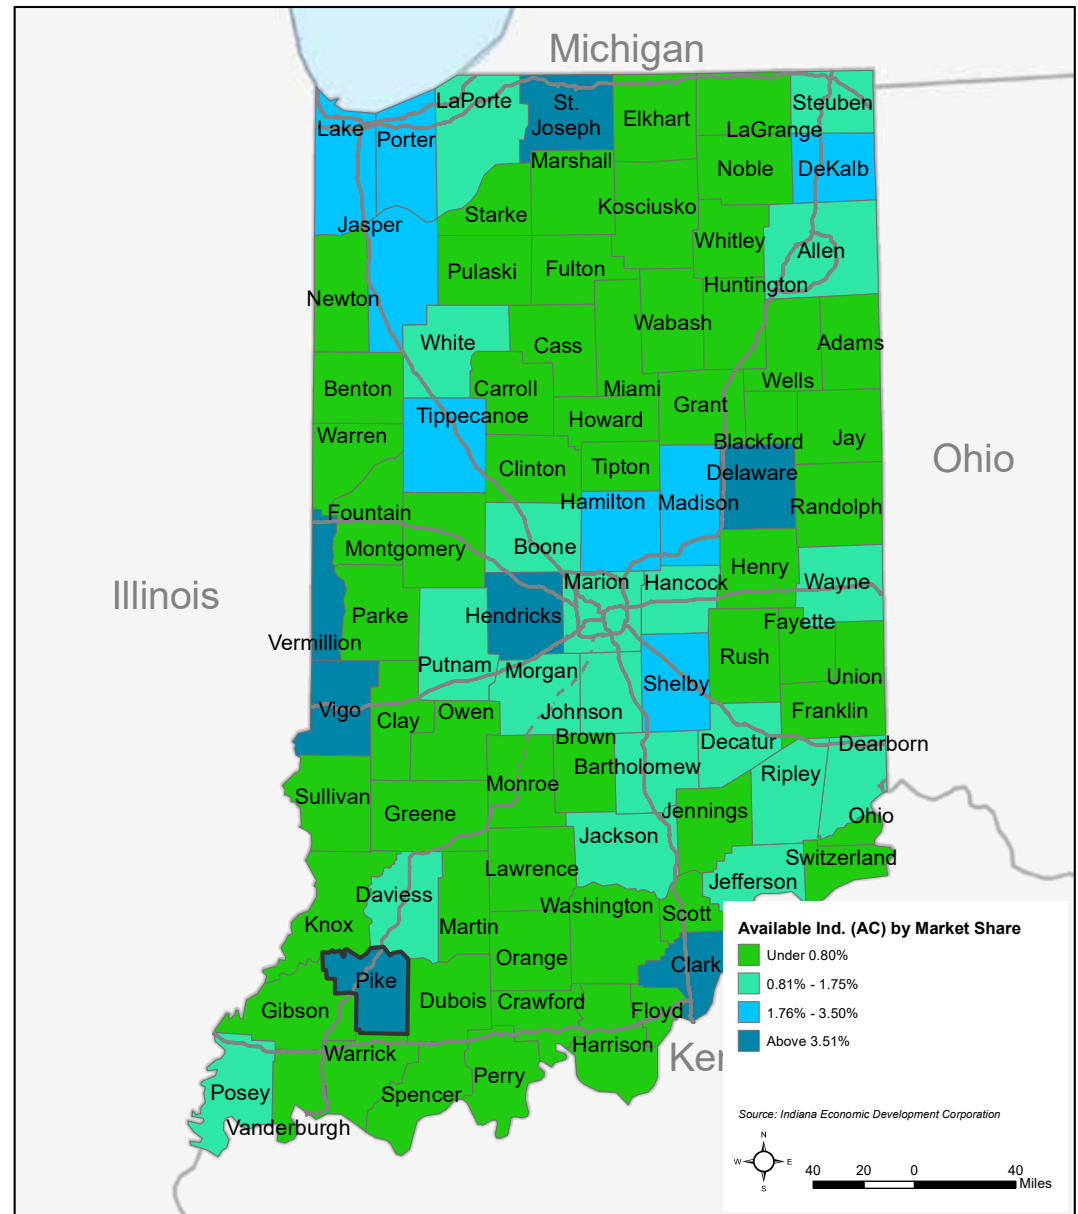 Michigan
LaPorte
St.
Joseph
Elkhart
LaGrange
Steuben
Lake
Porter
Marshall
Noble
DeKalb
Starke
Kosciusko
Jasper
Whitley
Allen
Pulaski
Fulton
Huntington
Newton
Wabash
White
Cass
Adams
Benton
Carroll
Miami
Wells
Tippecanoe
Howard
Grant
Warren
Blackford
Jay
Ohio
Clinton
Tipton
Delaware
Hamilton
Madison
Randolph
Fountain
Montgomery
Boone
Henry
Illinois
Marion
Hancock
Wayne
Parke
Hendricks
Fayette
Vermillion
Putnam
Morgan
Rush
Union
Shelby
Vigo
Clay
Owen
Johnson
Franklin
Brown
Decatur
Dearborn
Bartholomew
Ripley
Monroe
Sullivan
Greene
Jennings
Ohio
Jackson
Lawrence
Switzerland
Daviess
Jefferson
Washington
Scott
Knox
Martin
Orange
Clark
Pike
Dubois
Crawford
Gibson
Floyd
Harrison
Warrick
Ker
Perry
Posey
Spencer
Vanderburgh
Available Ind. (AC) by Market Share
Under 0.80%
0.81% - 1.75%
1.76% - 3.50%
Above 3.51%
Source: Indiana Economic Development Corporation
N
W E
S
40 20 0 40
Miles